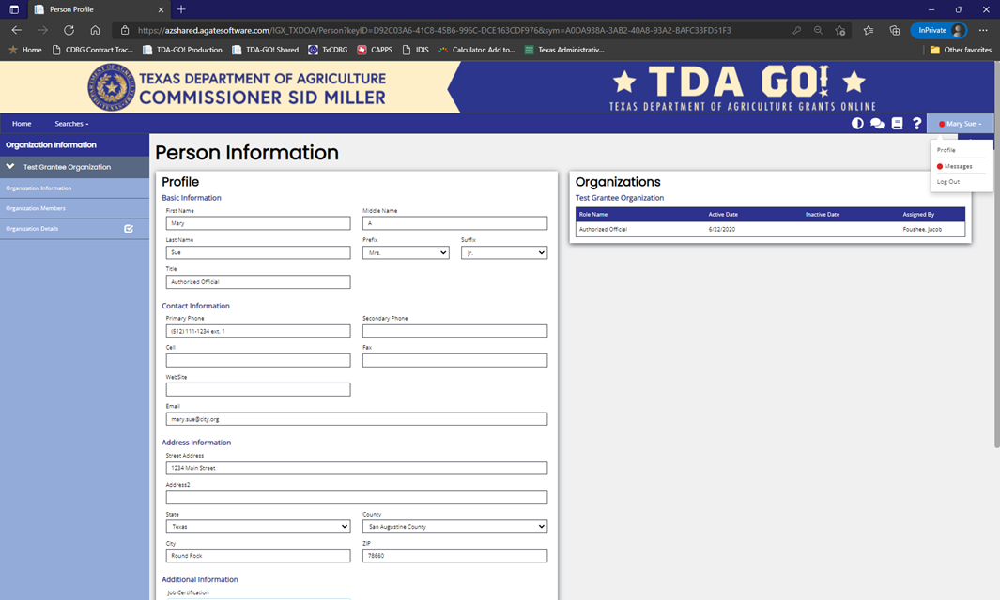 Person Profile
https://azshared.agatesoftware.com/IGX_TXDOA/Person?keyID=D92C03A6-41C8-45B6-996C-DCE163CDF976&sym=A0DA938A-3AB2-40A8-93A2-BAFC33FD51F3
InPrivate
Home CDBG Contract Trac... TDA-GO! Production TDA-GO! Shared TxCDBG CAPPS IDIS Calculator: Add to... Texas Administrativ... Other favorites
TEXAS DEPARTMENT OF AGRICULTURE
COMMISSIONER SID MILLER
TDA GO!
TEXAS DEPARTMENT OF AGRICULTURE GRANTS ONLINE
Home Searches
Mary Sue
Profile
Messages
Log Out
Organization Information
Test Grantee Organization
Organization Information
Organization Members
Organization Details
Person Information
Profile
Basic Information
First Name Middle Name
Mary A
Last Name Prefix Suffix
Sue Mrs. Jr.
Title
Authorized Official
Contact Information
Primary Phone Secondary Phone
(512) 111-1234 ext. 1
Cell Fax
WebSite
Email
mary.sue@city.org
Address Information
Street Address
1234 Main Street
Address2
State County
Texas San Augustine County
City ZIP
Round Rock 78660
Additional Information
Job Certification
Organizations
Test Grantee Organization
Role Name Active Date Inactive Date Assigned By
Authorized Official 6/22/2020 Foushee, Jacob